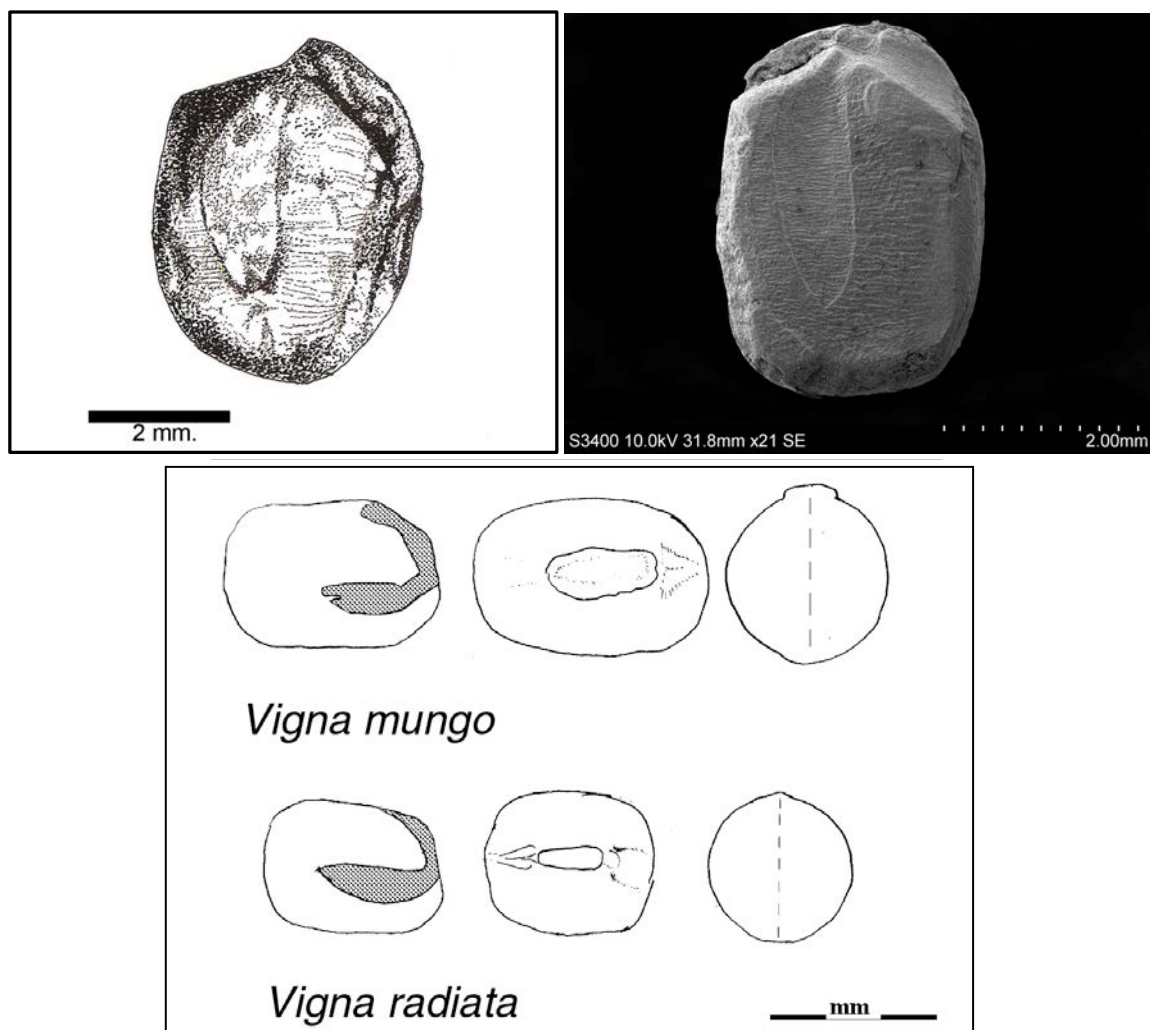 2 mm.
S3400 10.0kV 31.8mm x21 SE
2.00mm
Vigna mungo
Vigna radiata
mm